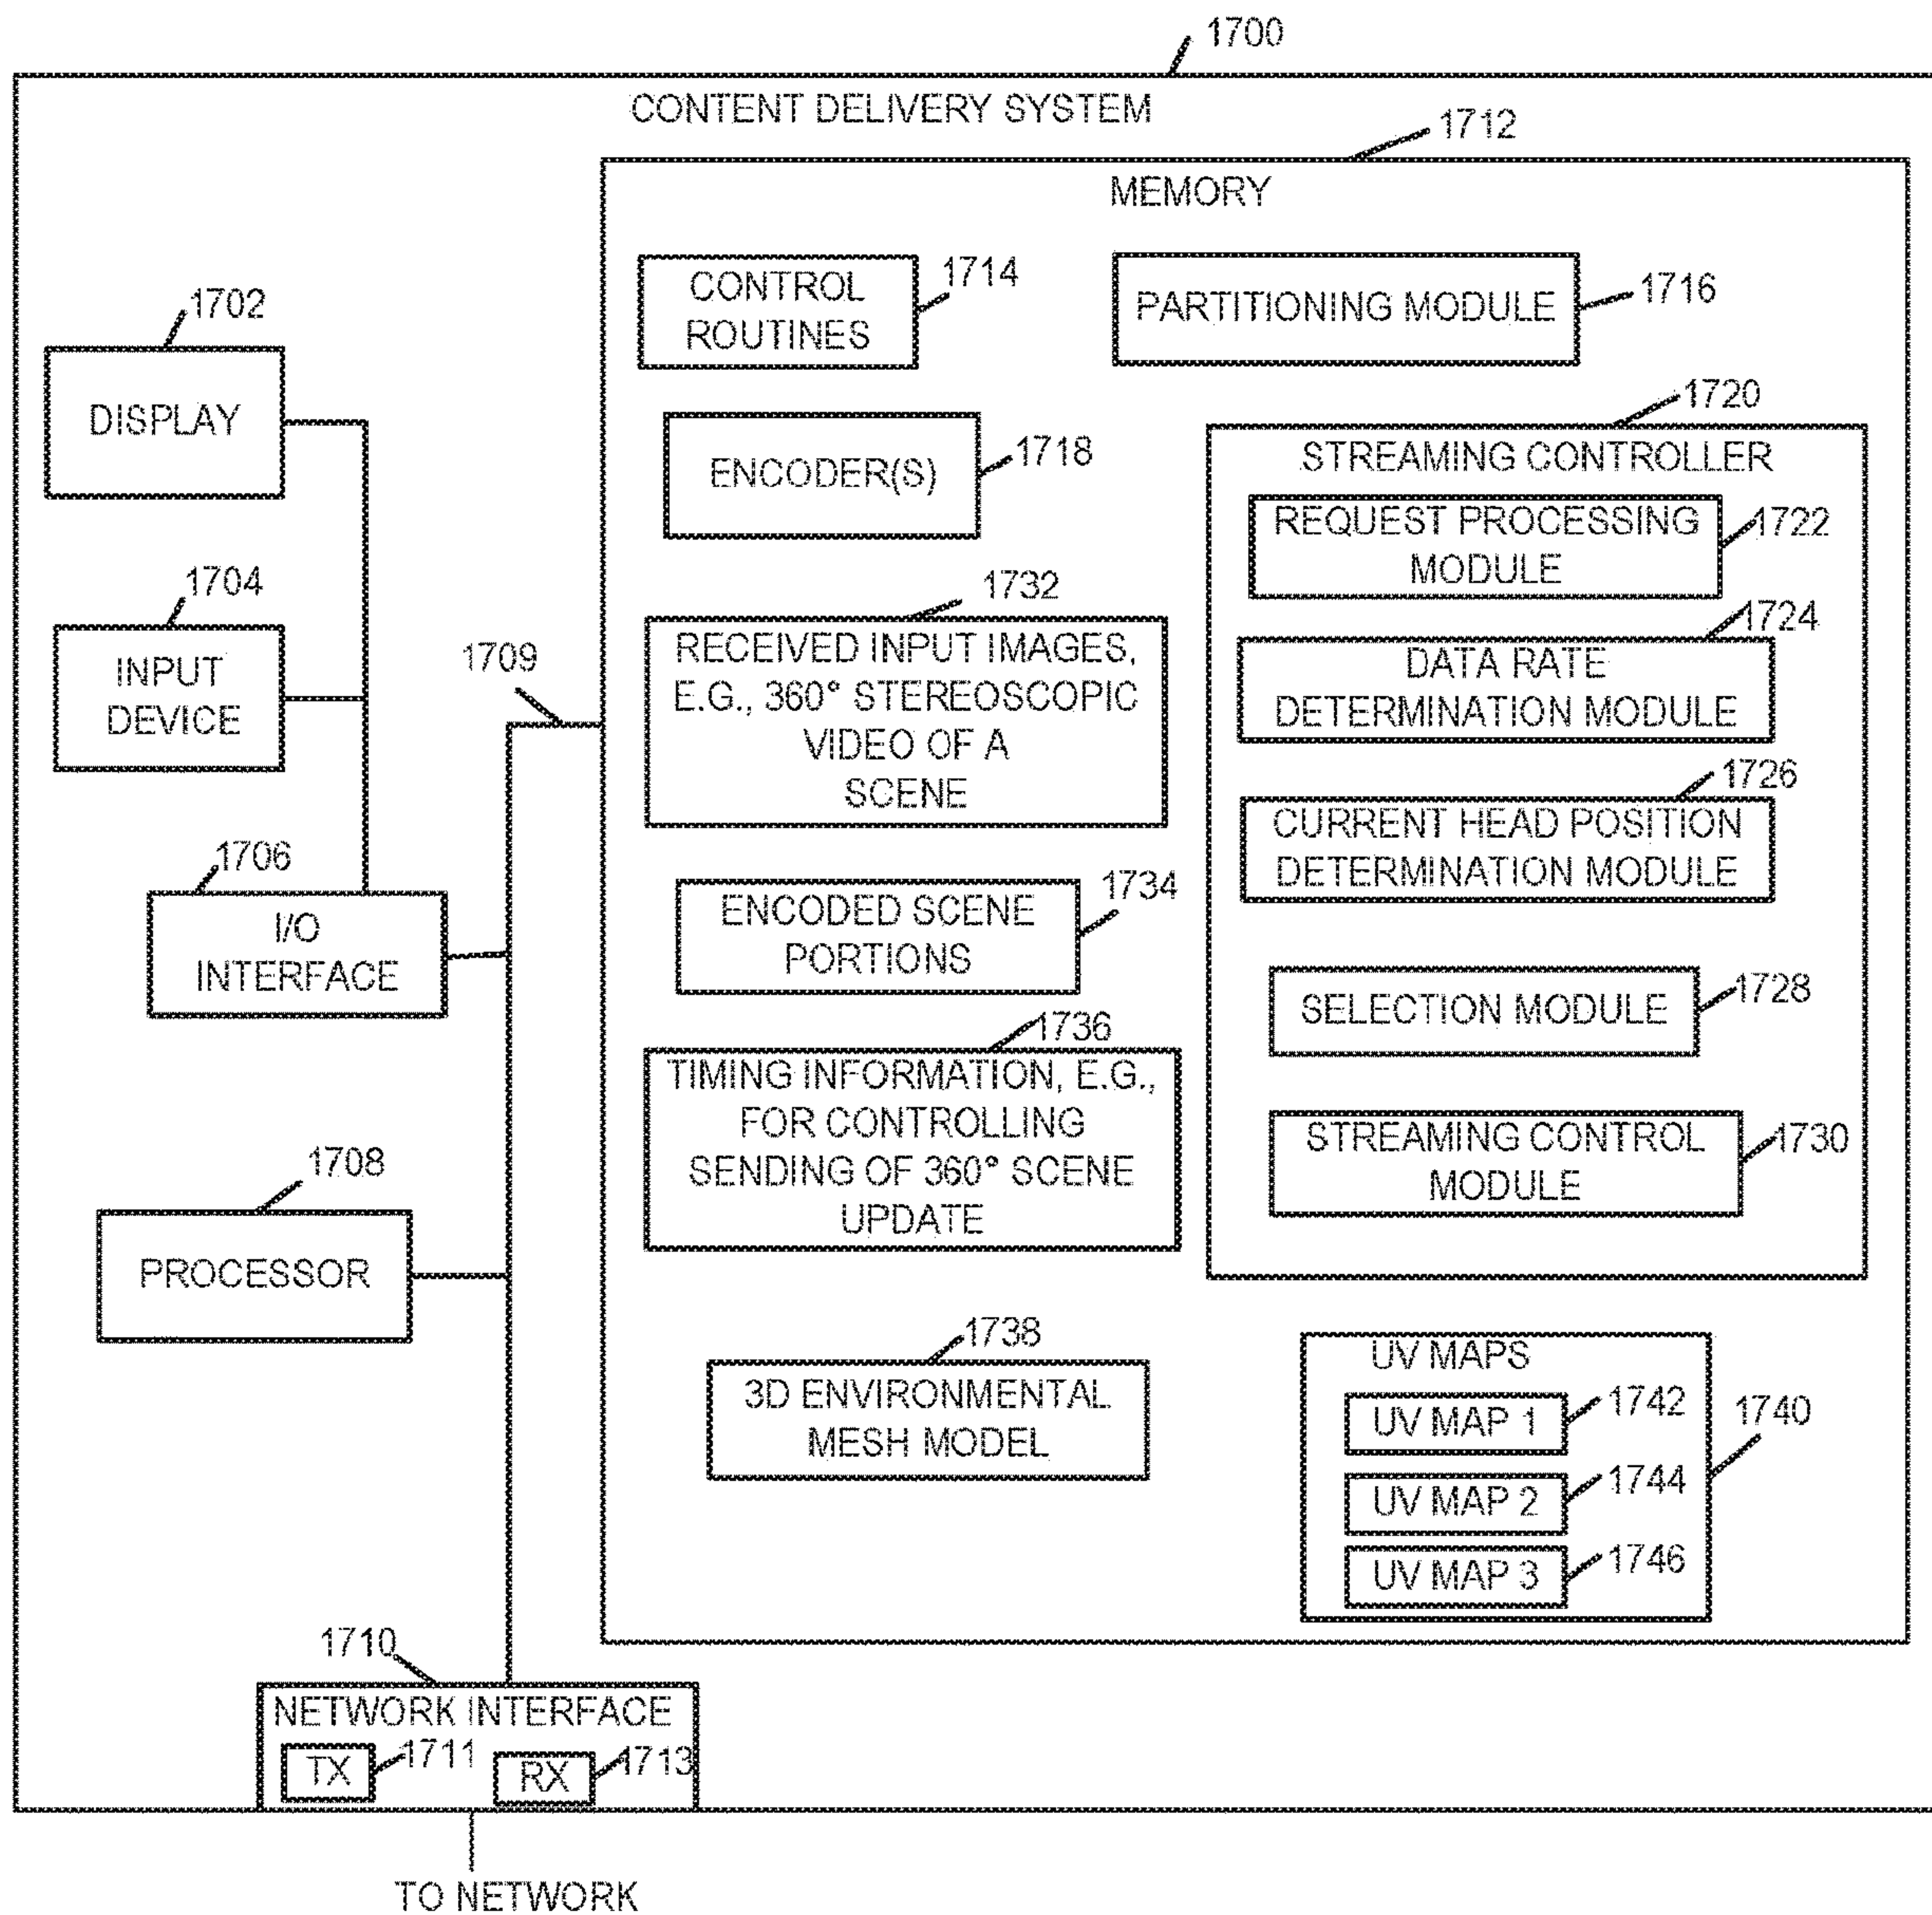 1700
CONTENT DELIVERY SYSTEM
1712
MEMORY
1702
DISPLAY
1704
INPUT
DEVICE
1706
I/O
INTERFACE
1708
PROCESSOR
1709
CONTROL
ROUTINES
1714
PARTITIONING MODULE
1716
ENCODER(S)
1718
1732
RECEIVED INPUT IMAGES,
E.G., 360° STEREOSCOPIC
VIDEO OF A
SCENE
ENCODED SCENE
PORTIONS
1734
1736
TIMING INFORMATION, E.G.,
FOR CONTROLLING
SENDING OF 360° SCENE
UPDATE
1738
3D ENVIRONMENTAL
MESH MODEL
1720
STREAMING CONTROLLER
REQUEST PROCESSING
MODULE
1722
1724
DATA RATE
DETERMINATION MODULE
1726
CURRENT HEAD POSITION
DETERMINATION MODULE
SELECTION MODULE
1728
STREAMING CONTROL
MODULE
1730
UV MAPS
UV MAP 1
1742
1740
UV MAP 2
1744
UV MAP 3
1746
1710
NETWORK INTERFACE
TX
1711
RX
1713
TO NETWORK